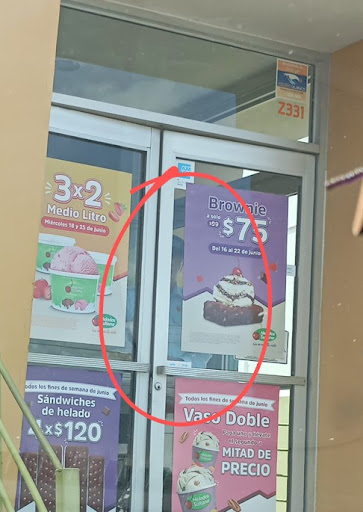 Z331
3x2
Medio Litro
Miércoles 18 y 25 de junio
Brownie
a sólo
$75
Del 16 al 22 de junio
Todos los fines de semana de junio
Sándwiches
de helado
4x$120
Todos los fines de semana de junio
Vaso Doble
MITAD DE
PRECIO